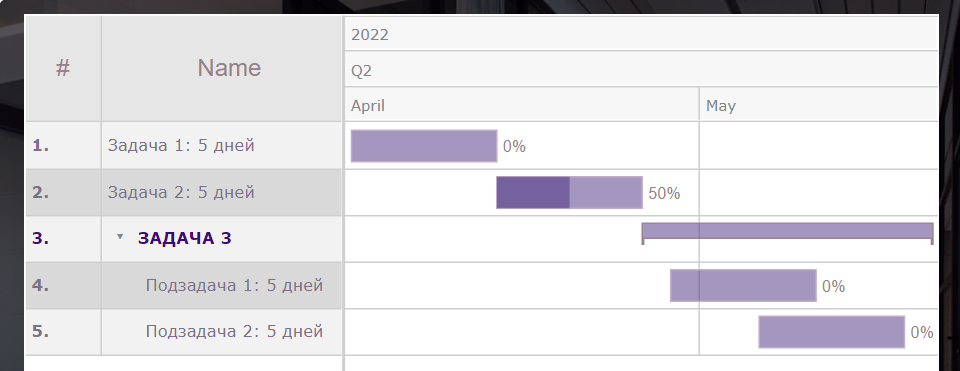 # Name
2022
Q2
April May
1. Задача 1: 5 дней 0%
2. Задача 2: 5 дней 50%
3. ЗАДАЧА 3
4. Подзадача 1: 5 дней 0%
5. Подзадача 2: 5 дней 0%